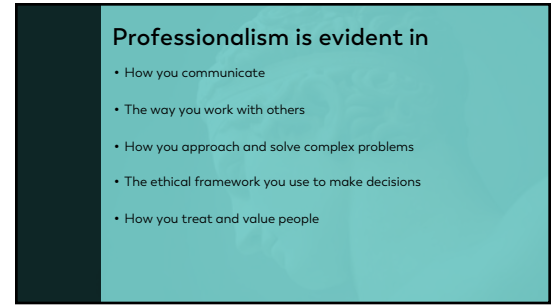 Professionalism is evident in
• How you communicate
• The way you work with others
• How you approach and solve complex problems
• The ethical framework you use to make decisions
• How you treat and value people